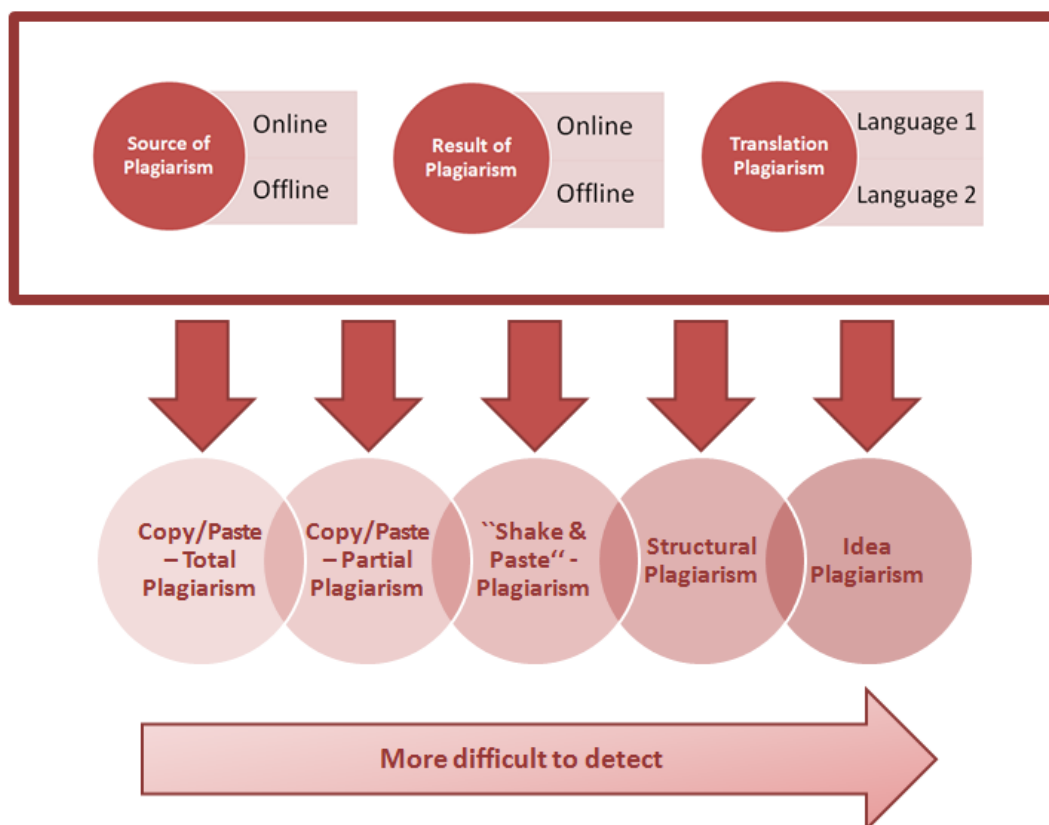 Source of
Plagiarism
Online
Offline
Result of
Plagiarism
Online
Offline
Translation
Plagiarism
Language 1
Language 2
Copy/Paste
– Total
Plagiarism
Copy/Paste
– Partial
Plagiarism
``Shake &
Paste‘‘ -
Plagiarism
Structural
Plagiarism
Idea
Plagiarism
More difficult to detect